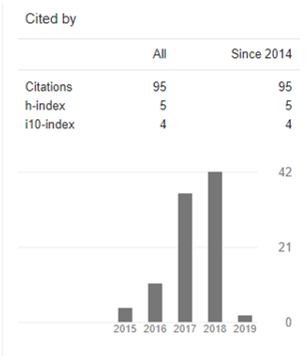 Cited by
All Since 2014
Citations 95 95
h-index 5 5
i10-index 4 4
42
21
0
2015 2016 2017 2018 2019